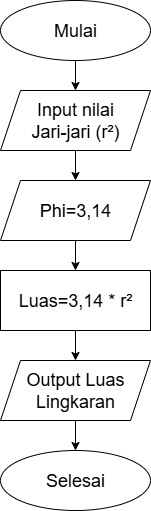 Mulai
Input nilai
Jari-jari (r²)
Phi=3,14
Luas=3,14 * r²
Output Luas
Lingkaran
Selesai